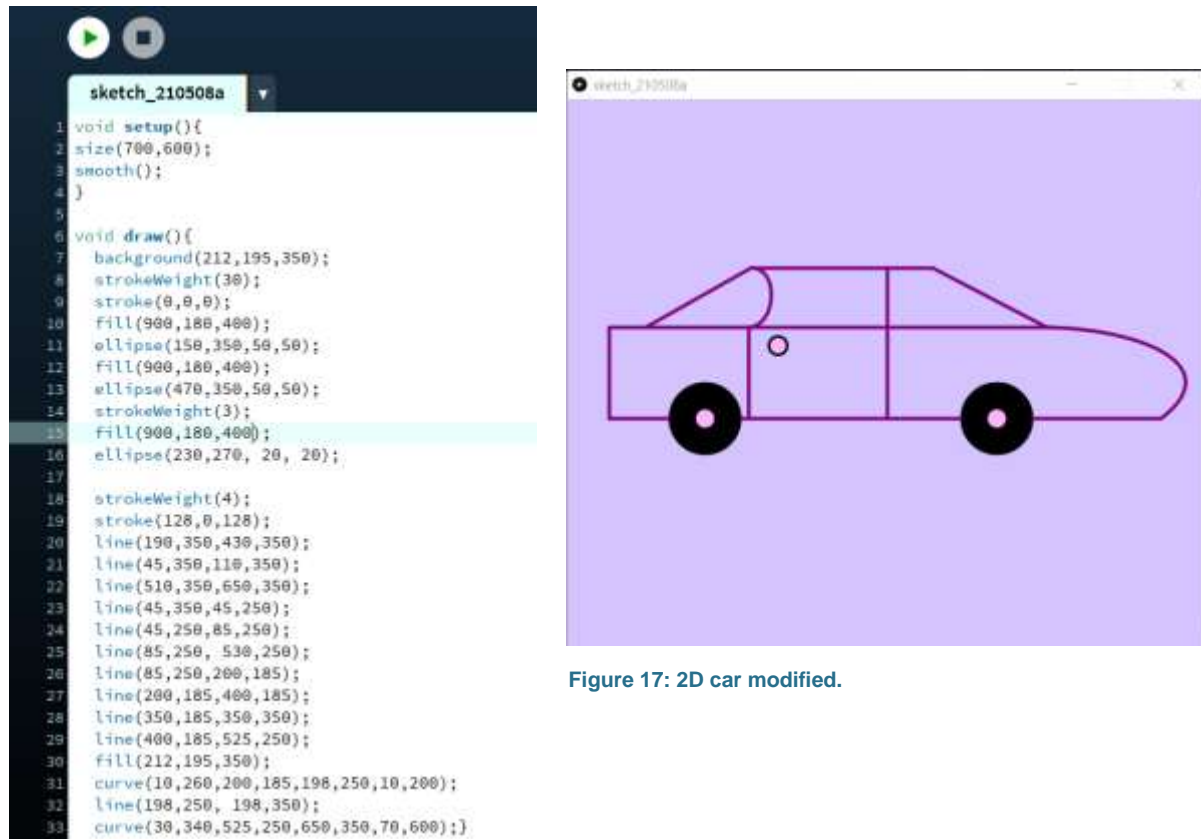 sketch_210508a
1 void setup(){
2 size(700,600);
3 smooth();
4 }
5
6 void draw(){
7 background(212,195,350);
8 strokeWeight(30);
9 stroke(0,0,0);
10 fill(900,180,400);
11 ellipse(150,350,50,50);
12 fill(900,180,400);
13 ellipse(470,350,50,50);
14 strokeWeight(3);
15 fill(900,180,400);
16 ellipse(230,270, 20, 20);
17
18 strokeWeight(4);
19 stroke(128,0,128);
20 line(190,350,430,350);
21 line(45,350,110,350);
22 line(510,350,650,350);
23 line(45,350,45,250);
24 line(45,250,85,250);
25 line(85,250, 530,250);
26 line(85,250,200,185);
27 line(200,185,400,185);
28 line(350,185,350,350);
29 line(400,185,525,250);
30 fill(212,195,350);
31 curve(10,260,200,185,198,250,10,200);
32 line(198,250, 198,350);
33 curve(30,340,525,250,650,350,70,600);}
sketch_210508a
Figure 17: 2D car modified.